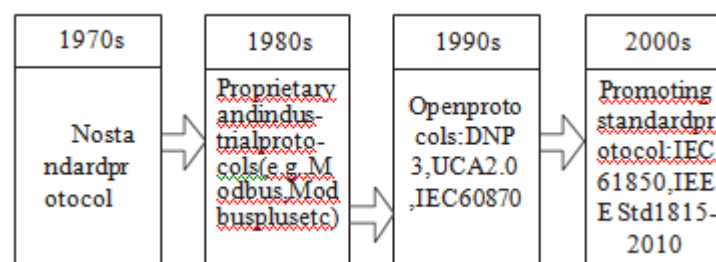 1970s
Nosta
ndardpr
otocol
1980s
Proprietary
andindus-
trialproto-
cols(e.g.,M
odbus,Mod
busplusetc)
1990s
Openproto
cols:DNP
3,UCA2.0
,IEC60870
2000s
Promoting
standardpr
otocol:IEC
61850,IEE
E Std1815-
2010